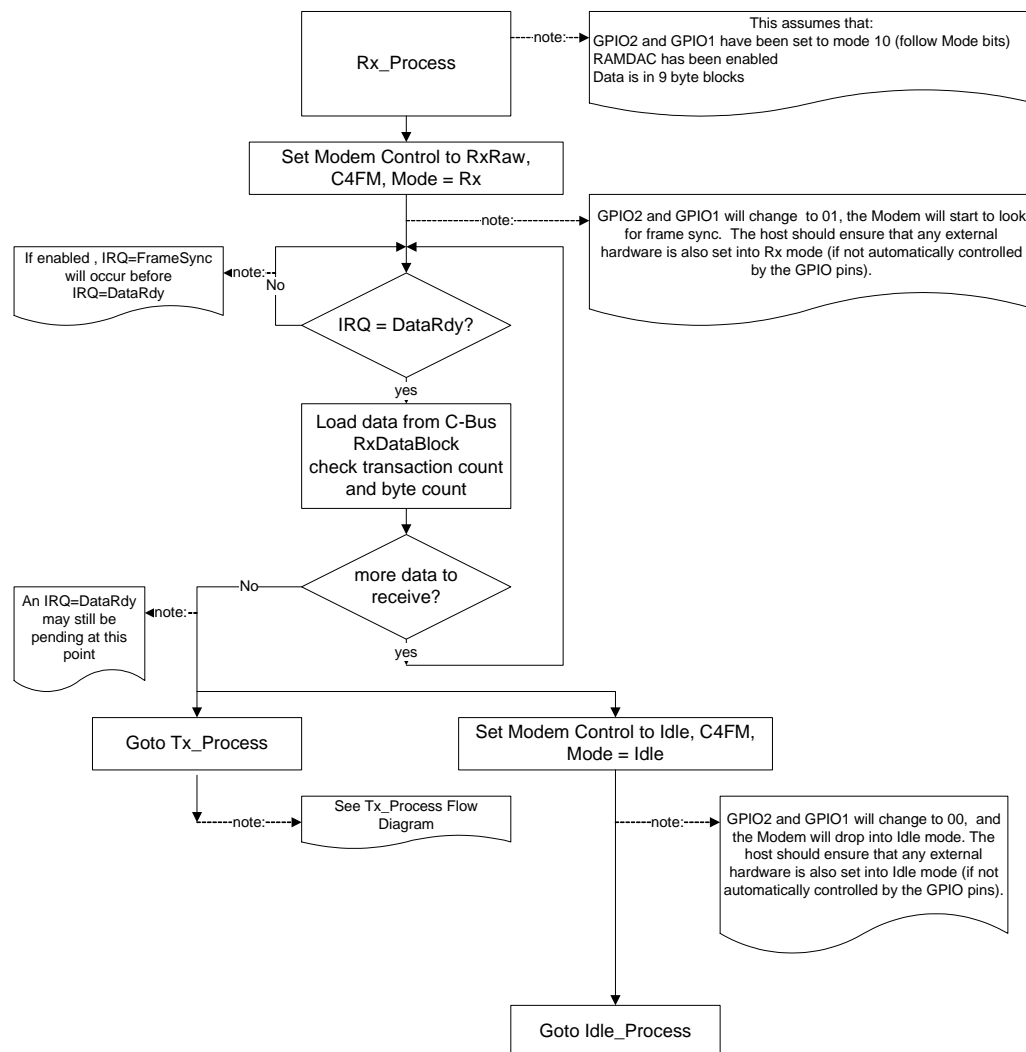 Rx_Process
note:
This assumes that:
GPIO2 and GPIO1 have been set to mode 10 (follow Mode bits)
RAMDAC has been enabled
Data is in 9 byte blocks
Set Modem Control to RxRaw,
C4FM, Mode = Rx
note:
GPIO2 and GPIO1 will change to 01, the Modem will start to look
for frame sync. The host should ensure that any external
hardware is also set into Rx mode (if not automatically controlled
by the GPIO pins).
If enabled , IRQ=FrameSync
will occur before
IRQ=DataRdy
note:
No
IRQ = DataRdy?
yes
Load data from C-Bus
RxDataBlock
check transaction count
and byte count
more data to
receive?
No
yes
An IRQ=DataRdy
may still be
pending at this
point
note:
Goto Tx_Process
Set Modem Control to Idle, C4FM,
Mode = Idle
note:
See Tx_Process Flow
Diagram
note:
GPIO2 and GPIO1 will change to 00, and
the Modem will drop into Idle mode. The
host should ensure that any external
hardware is also set into Idle mode (if not
automatically controlled by the GPIO pins).
Goto Idle_Process